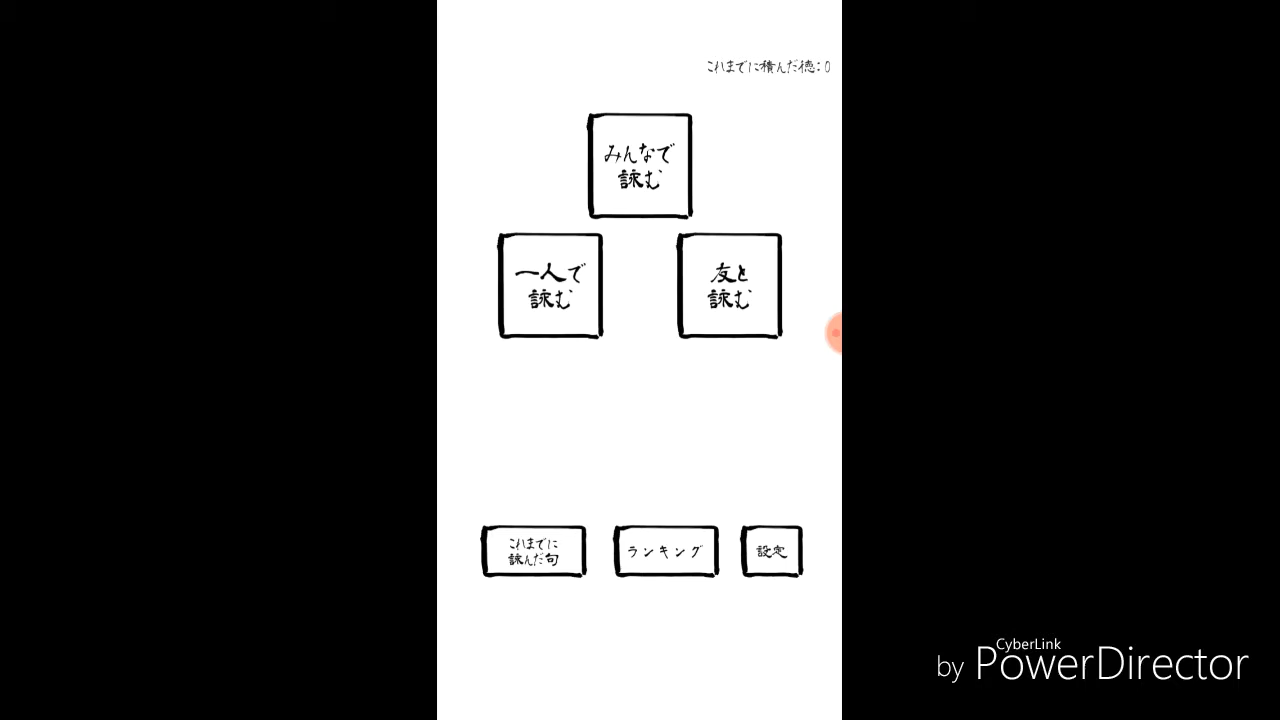 これまでに積んだ徳:0
みんなで
詠む
一人で
詠む
友と
詠む
これまでに
詠んだ句
ランキング
設定
CyberLink
by PowerDirector